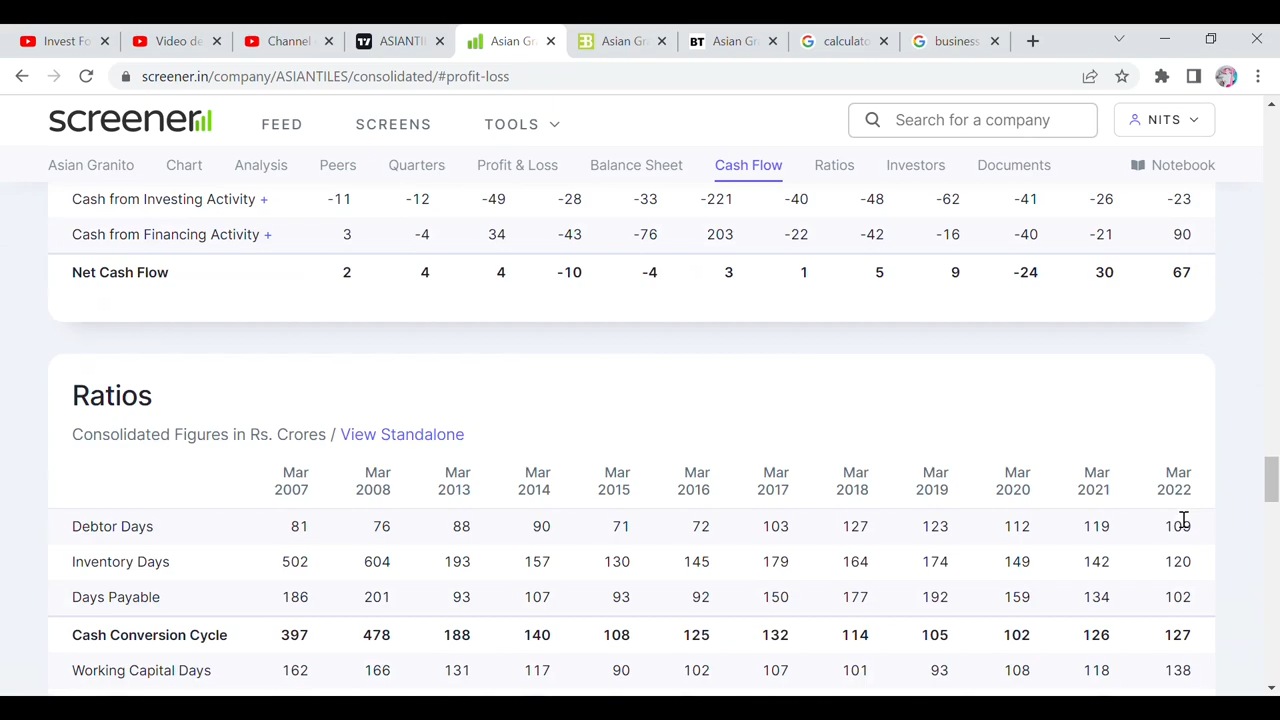 Invest Fo
Video de
Channel
ASIANTI
Asian Gr
Asian Gr
BT Asian Gr
calculato
business
screener.in/company/ASIANTILES/consolidated/#profit-loss
screener FEED SCREENS TOOLS Search for a company NITS
Asian Granito Chart Analysis Peers Quarters Profit & Loss Balance Sheet Cash Flow Ratios Investors Documents Notebook
Cash from Investing Activity + -11 -12 -49 -28 -33 -221 -40 -48 -62 -41 -26 -23
Cash from Financing Activity + 3 -4 34 -43 -76 203 -22 -42 -16 -40 -21 90
Net Cash Flow 2 4 4 -10 -4 3 1 5 9 -24 30 67
Ratios
Consolidated Figures in Rs. Crores / View Standalone
Mar Mar Mar Mar Mar Mar Mar Mar Mar Mar Mar Mar
2007 2008 2013 2014 2015 2016 2017 2018 2019 2020 2021 2022
Debtor Days 81 76 88 90 71 72 103 127 123 112 119 109
Inventory Days 502 604 193 157 130 145 179 164 174 149 142 120
Days Payable 186 201 93 107 93 92 150 177 192 159 134 102
Cash Conversion Cycle 397 478 188 140 108 125 132 114 105 102 126 127
Working Capital Days 162 166 131 117 90 102 107 101 93 108 118 138